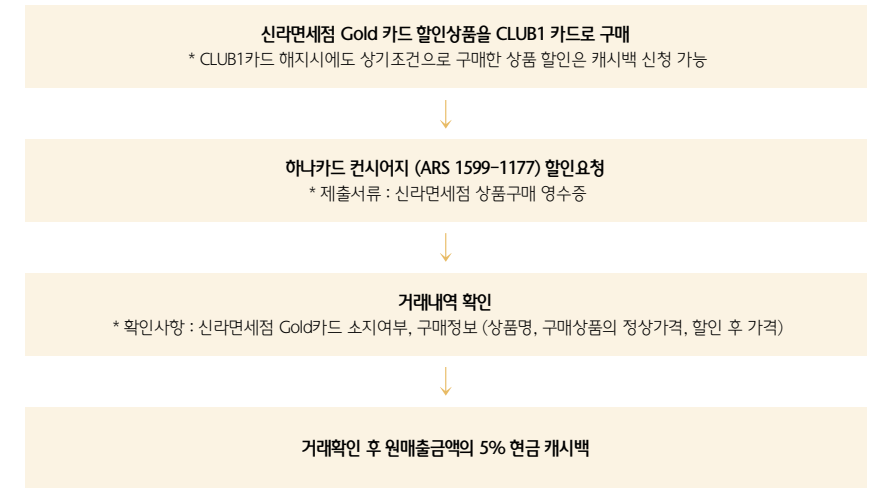 신라면세점 Gold 카드 할인상품을 CLUB1 카드로 구매
* CLUB1카드 해지시에도 상기조건으로 구매한 상품 할인은 캐시백 신청 가능
하나카드 컨시어지 (ARS 1599-1177) 할인요청
* 제출서류 : 신라면세점 상품구매 영수증
거래내역 확인
* 확인사항 : 신라면세점 Gold카드 소지여부, 구매정보 (상품명, 구매상품의 정상가격, 할인 후 가격)
거래확인 후 원매출금액의 5% 현금 캐시백